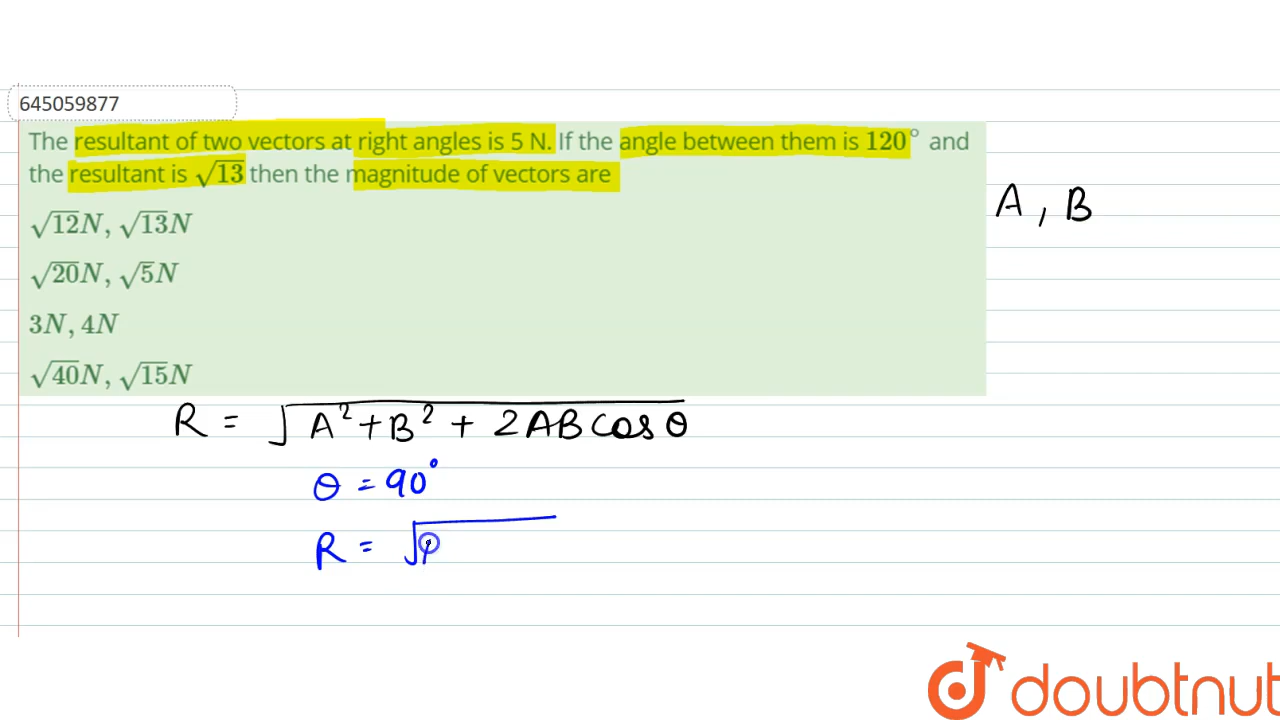 645059877
The resultant of two vectors at right angles is 5 N. If the angle between them is 120° and
the resultant is √13 then the magnitude of vectors are
√12N, √13N
√20N, √5N
3N, 4N
√40N, √15N
A, B
R = √A² + B² + 2AB cos θ
θ = 90°
R = √
doubtnut